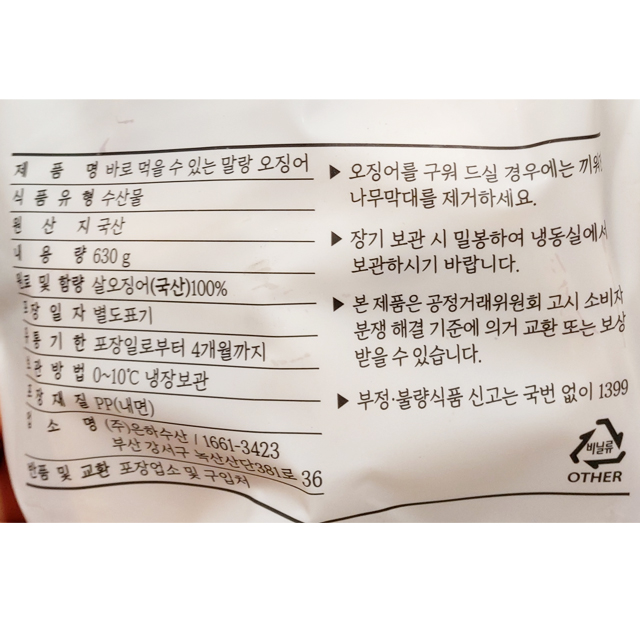 제 품 명 바로 먹을 수 있는 말랑 오징어
식 품 유 형 수산물
원 산 지 국산
내 용 량 630 g
원료 및 함량 살오징어(국산)100%
포장 일 자 별도표기
유통 기 한 포장일로부터 4개월까지
보관 방 법 0~10℃ 냉장보관
포장 재 질 PP(내면)
업 소 명 (주)은하수산 / 1661-3423
부산 강서구 녹산산단381로 36
반품 및 교환 포장업소 및 구입처
▶ 오징어를 구워 드실 경우에는 끼워
나무막대를 제거하세요.
▶ 장기 보관 시 밀봉하여 냉동실에서
보관하시기 바랍니다.
▶ 본 제품은 공정거래위원회 고시 소비자
분쟁 해결 기준에 의거 교환 또는 보상
받을 수 있습니다.
▶ 부정·불량식품 신고는 국번 없이 1399
비닐류
OTHER